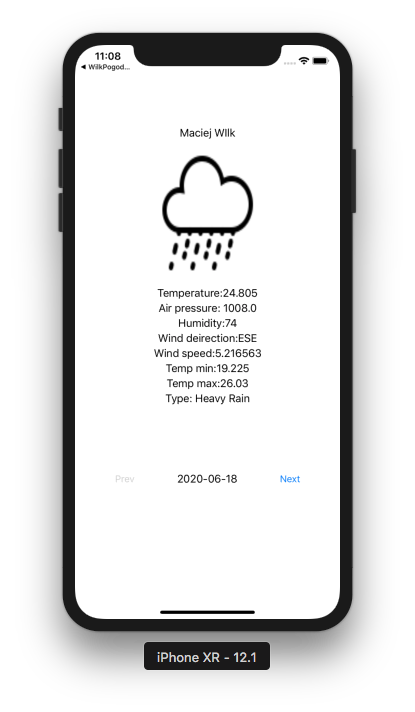 11:08
◀ WilkPogod...
Maciej WIlk
Temperature:24.805
Air pressure: 1008.0
Humidity:74
Wind deirection:ESE
Wind speed:5.216563
Temp min:19.225
Temp max:26.03
Type: Heavy Rain
Prev 2020-06-18 Next
iPhone XR - 12.1